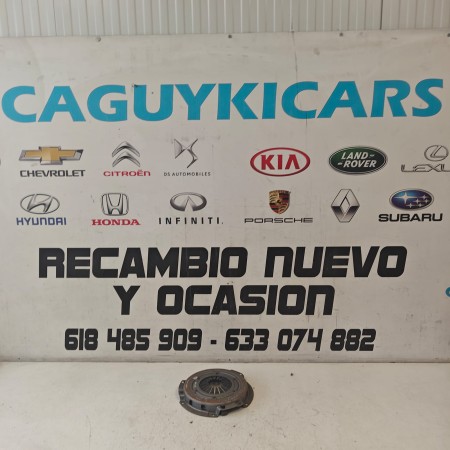 CAGUYKICARS
CHEVROLET CITROËN DS AUTOMOBILES KIA LAND ROVER LEXU
HYUNDAI HONDA INFINITI PORSCHE RENAULT SUBARU
RECAMBIO NUEVO
Y OCASION
618 485 909 - 633 074 882